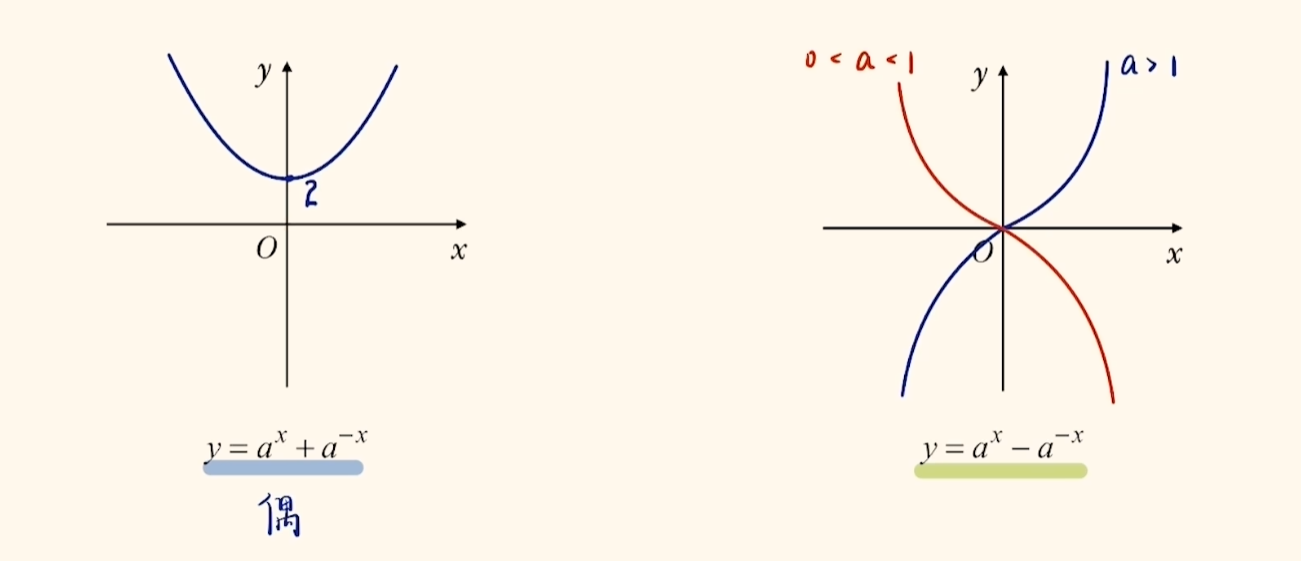 y
2
O
x
y = a^x + a^{-x}
偶
0 < a < 1
a > 1
y
O
x
y = a^x - a^{-x}